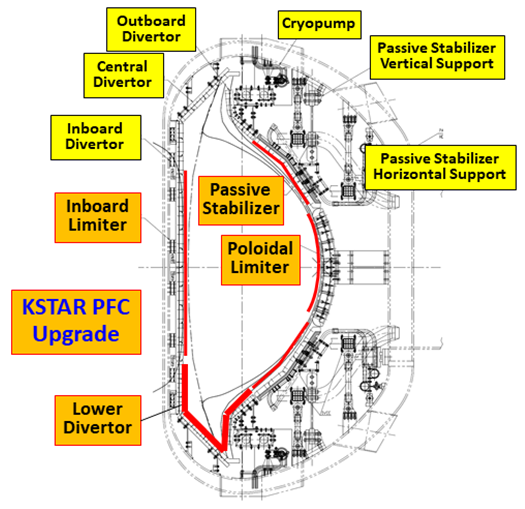 Outboard
Divertor
Cryopump
Central
Divertor
Passive Stabilizer
Vertical Support
Inboard
Divertor
Passive Stabilizer
Horizontal Support
Inboard
Limiter
Passive
Stabilizer
Poloidal
Limiter
KSTAR PFC
Upgrade
Lower
Divertor